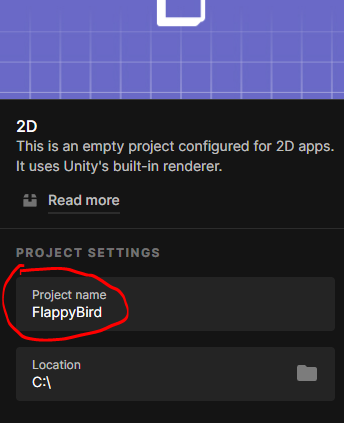 2D
This is an empty project configured for 2D apps.
It uses Unity's built-in renderer.
Read more
PROJECT SETTINGS
Project name
FlappyBird
Location
C:\